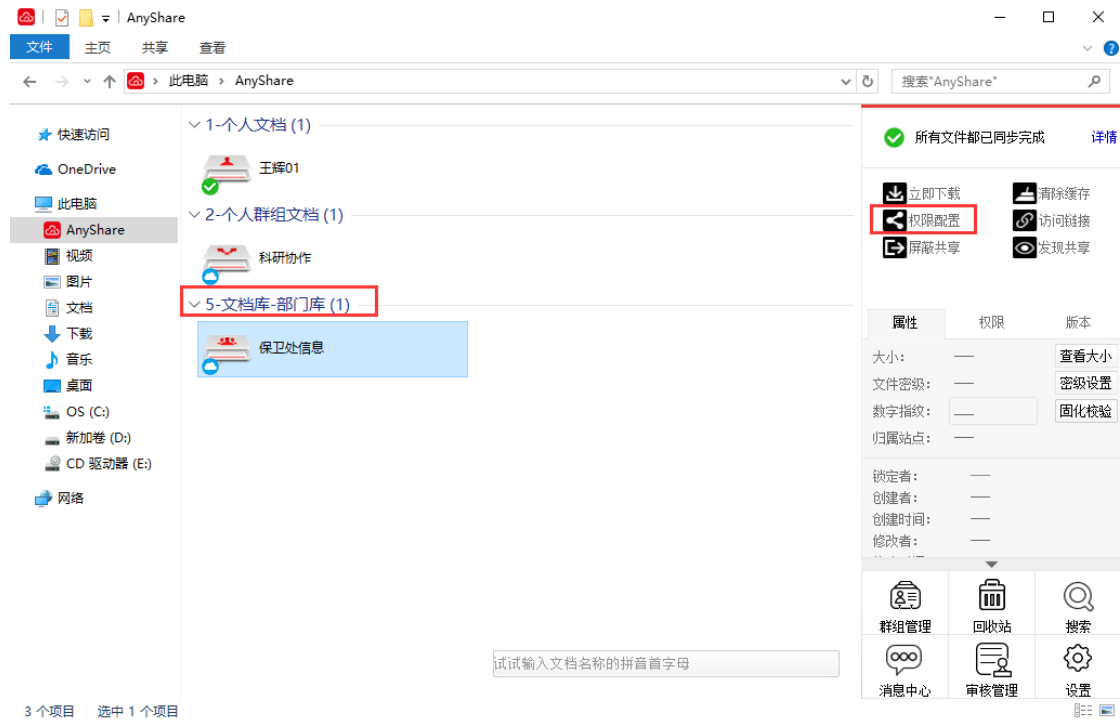 AnyShare
文件 主页 共享 查看
此电脑 AnyShare 搜索"AnyShare"
快速访问
OneDrive
此电脑
AnyShare
视频
图片
文档
下载
音乐
桌面
OS (C:)
新加卷 (D:)
CD 驱动器 (E:)
网络
1-个人文档 (1)
王辉01
2-个人群组文档 (1)
科研协作
5-文档库-部门库 (1)
保卫处信息
试试输入文档名称的拼音首字母
所有文件都已同步完成 详情
立即下载 清除缓存
权限配置 访问链接
屏蔽共享 发现共享
属性 权限 版本
大小: — 查看大小
文件密级: — 密级设置
数字指纹: — 固化校验
归属站点: —
锁定者: —
创建者: —
创建时间: —
修改者: —
群组管理 回收站 搜索
消息中心 审核管理 设置
3 个项目 选中 1 个项目